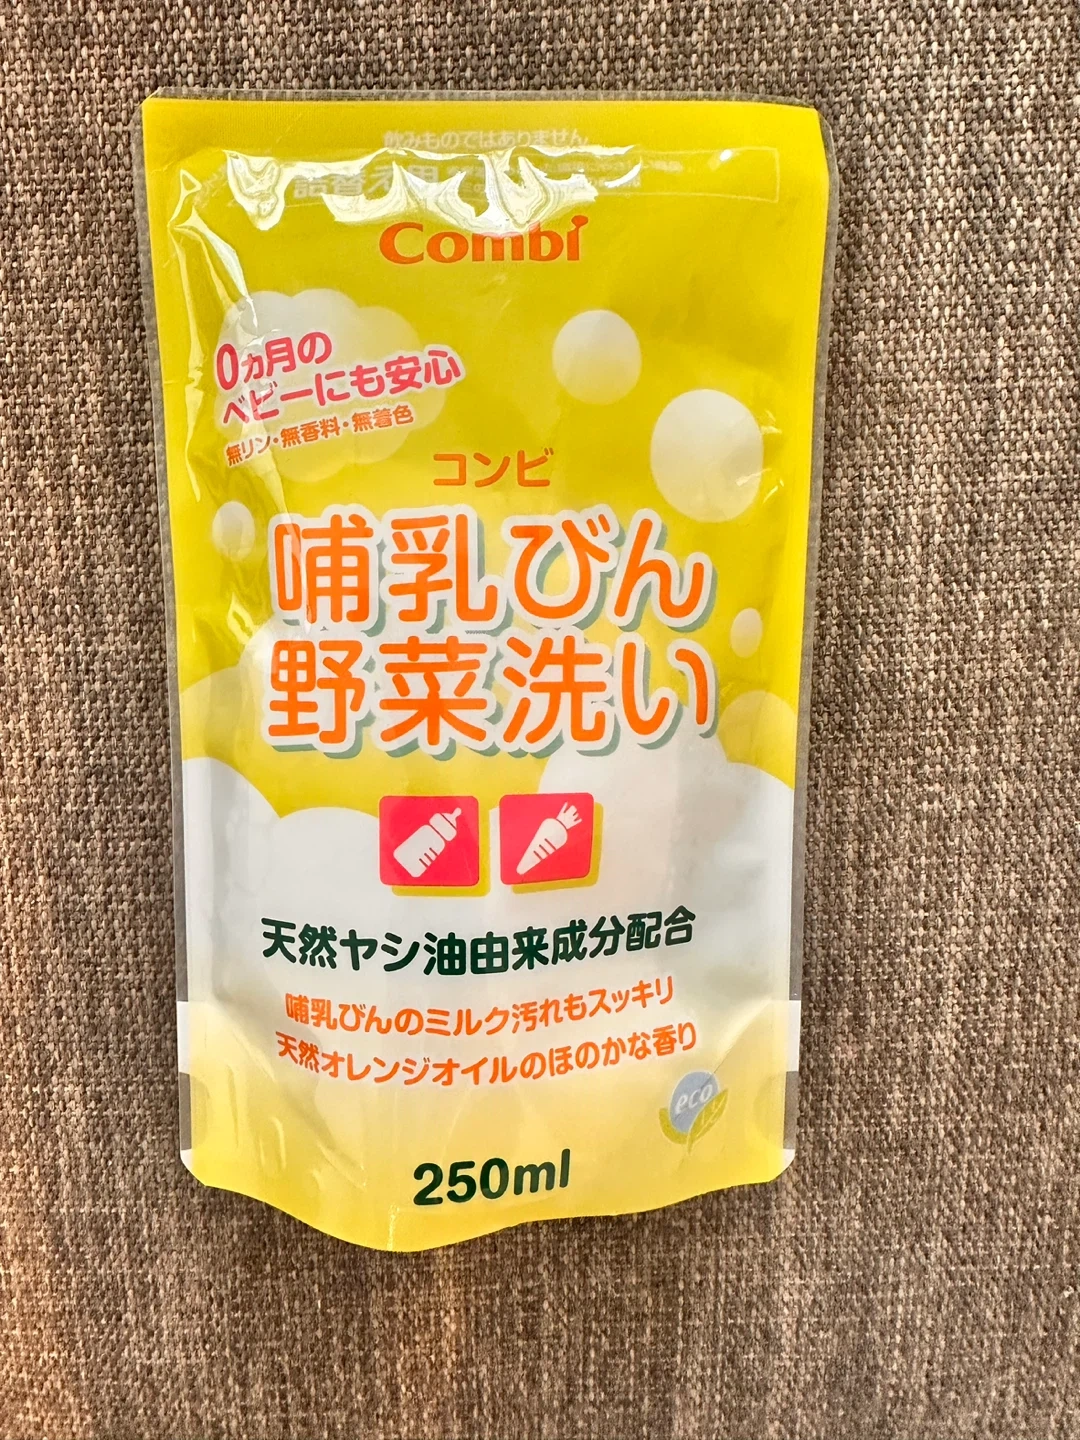 飲みものではありません
詰替え用
Combi
0ヵ月の
ベビーにも安心
無リン・無香料・無着色
コンビ
哺乳びん
野菜洗い
天然ヤシ油由来成分配合
哺乳びんのミルク汚れもスッキリ
天然オレンジオイルのほのかな香り
eco
250ml